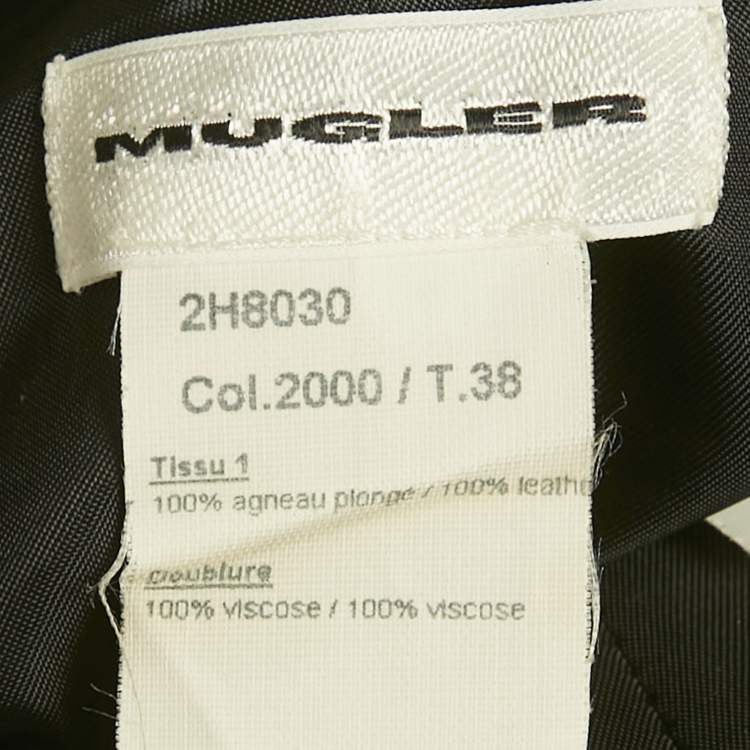 MUGLER
2H8030
Col.2000 / T.38
Tissu 1
100% agneau plongé / 100% leathe
Doublure
100% viscose / 100% viscose